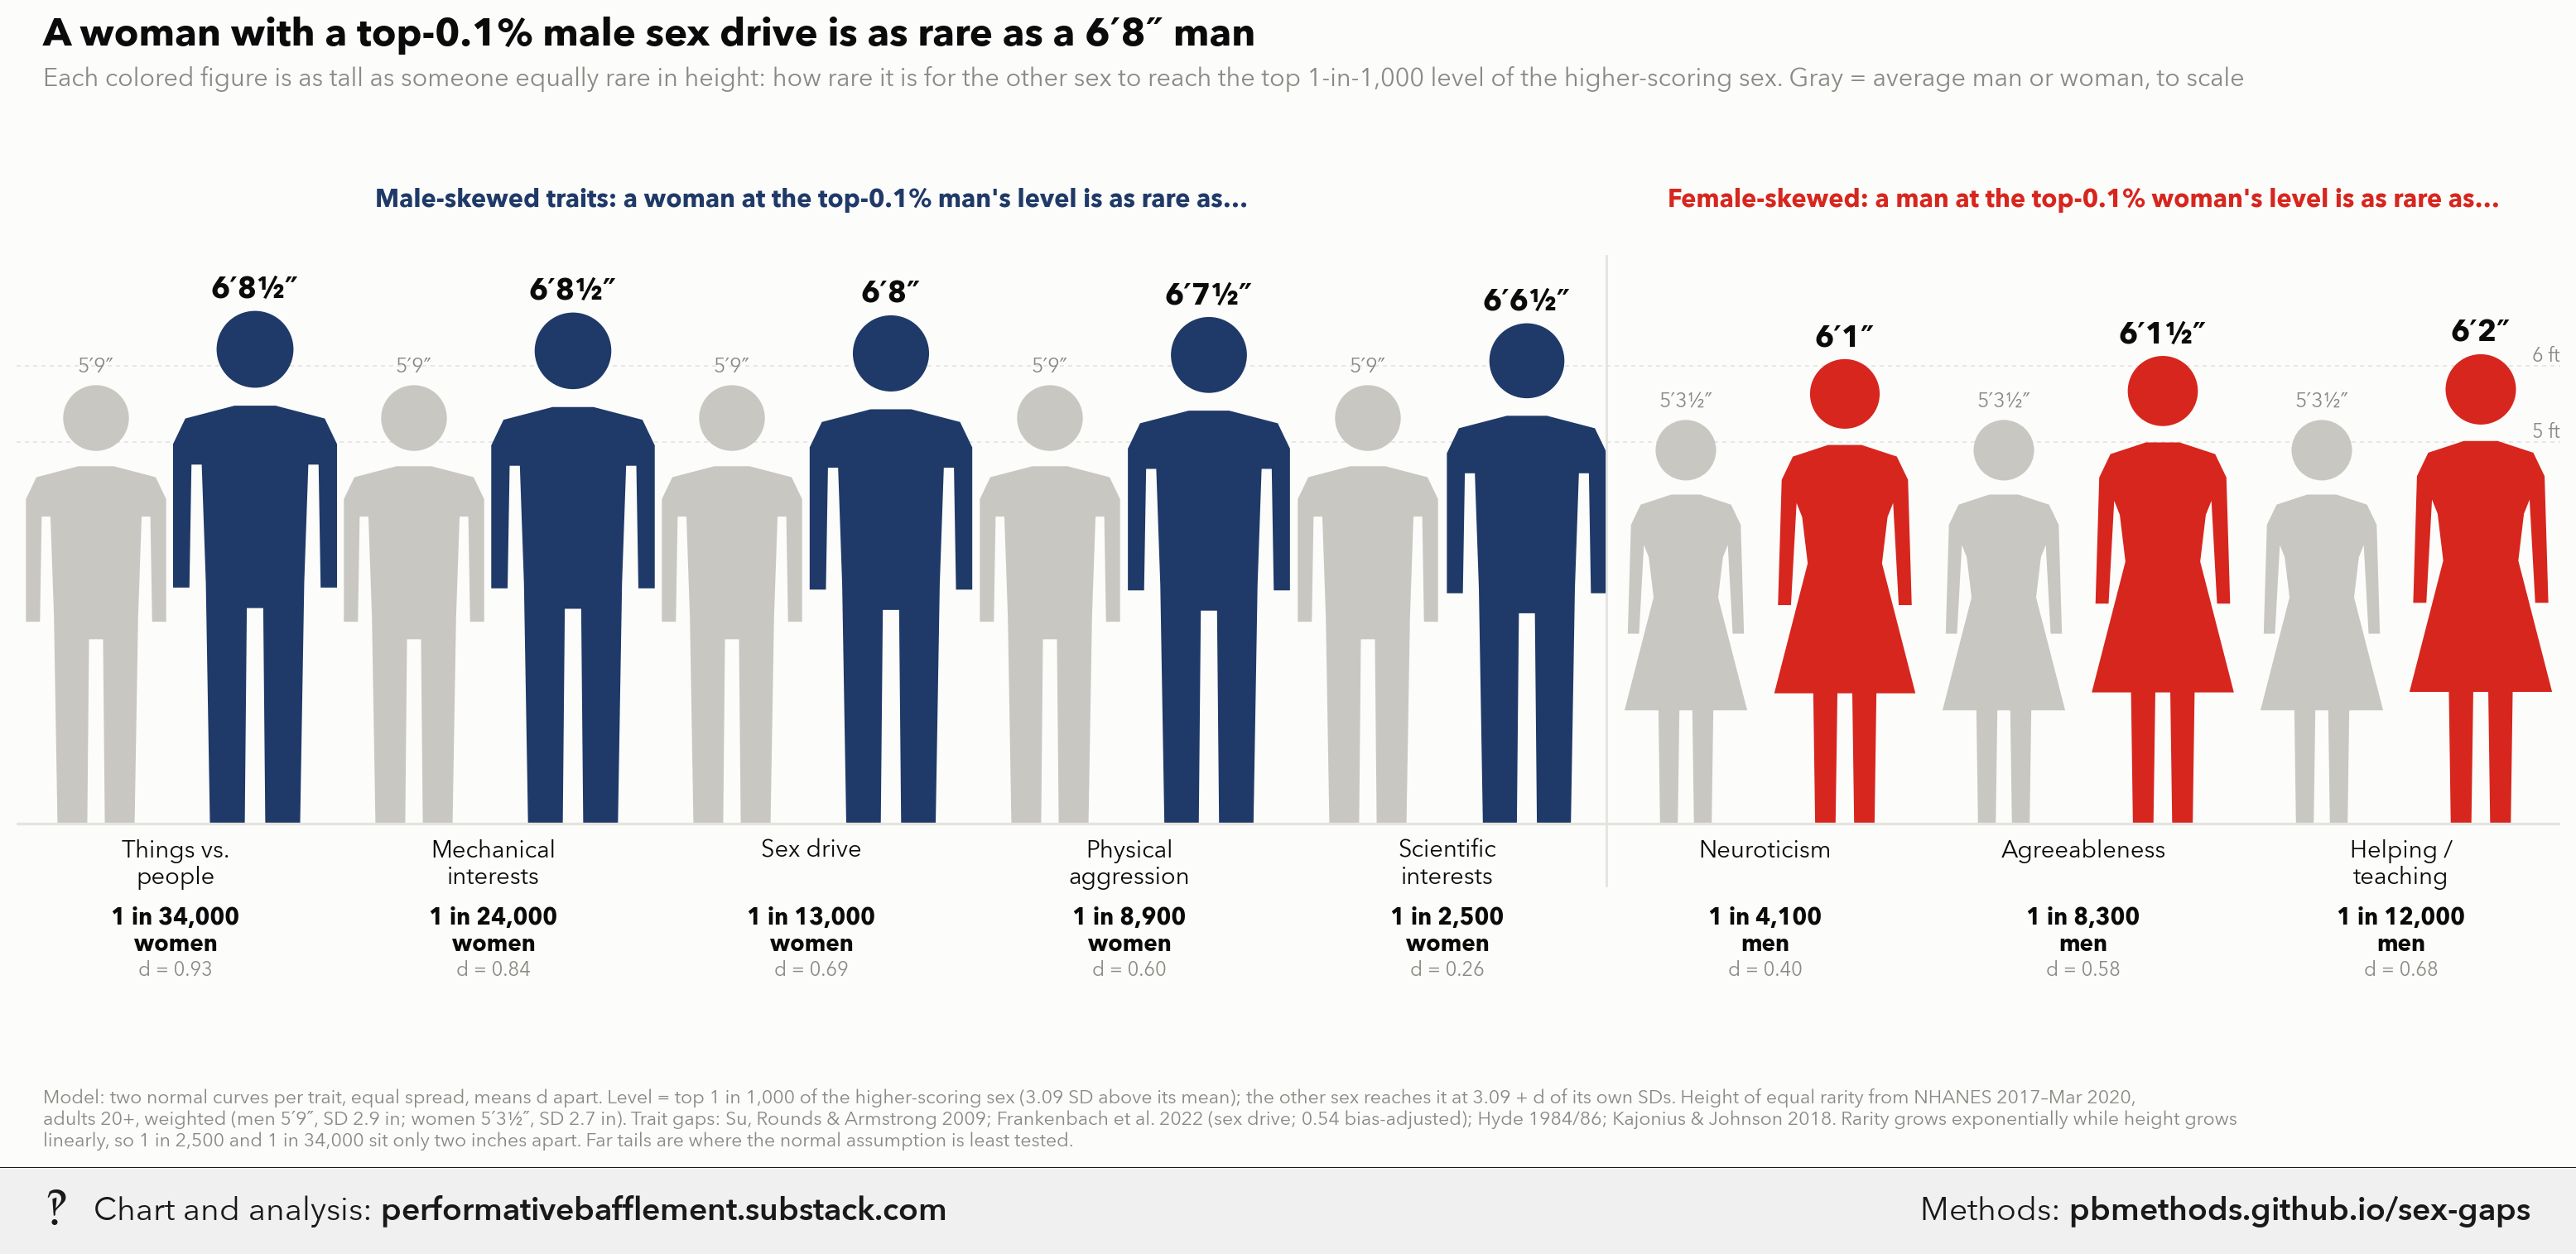 A woman with a top-0.1% male sex drive is as rare as a 6′8″ man
Each colored figure is as tall as someone equally rare in height: how rare it is for the other sex to reach the top 1-in-1,000 level of the higher-scoring sex. Gray = average man or woman, to scale
Male-skewed traits: a woman at the top-0.1% man's level is as rare as...
Female-skewed: a man at the top-0.1% woman's level is as rare as...
5′9″
6′8½″
5′9″
6′8½″
5′9″
6′8″
5′9″
6′7½″
5′9″
6′6½″
5′3½″
6′1″
5′3½″
6′1½″
5′3½″
6′2″
6 ft
5 ft
Things vs.
people
1 in 34,000
women
d = 0.93
Mechanical
interests
1 in 24,000
women
d = 0.84
Sex drive
1 in 13,000
women
d = 0.69
Physical
aggression
1 in 8,900
women
d = 0.60
Scientific
interests
1 in 2,500
women
d = 0.26
Neuroticism
1 in 4,100
men
d = 0.40
Agreeableness
1 in 8,300
men
d = 0.58
Helping /
teaching
1 in 12,000
men
d = 0.68
Model: two normal curves per trait, equal spread, means d apart. Level = top 1 in 1,000 of the higher-scoring sex (3.09 SD above its mean); the other sex reaches it at 3.09 + d of its own SDs. Height of equal rarity from NHANES 2017–Mar 2020,
adults 20+, weighted (men 5′9″, SD 2.9 in; women 5′3½″, SD 2.7 in). Trait gaps: Su, Rounds & Armstrong 2009; Frankenbach et al. 2022 (sex drive; 0.54 bias-adjusted); Hyde 1984/86; Kajonius & Johnson 2018. Rarity grows exponentially while height grows
linearly, so 1 in 2,500 and 1 in 34,000 sit only two inches apart. Far tails are where the normal assumption is least tested.
‽ Chart and analysis: performativebafflement.substack.com
Methods: pbmethods.github.io/sex-gaps